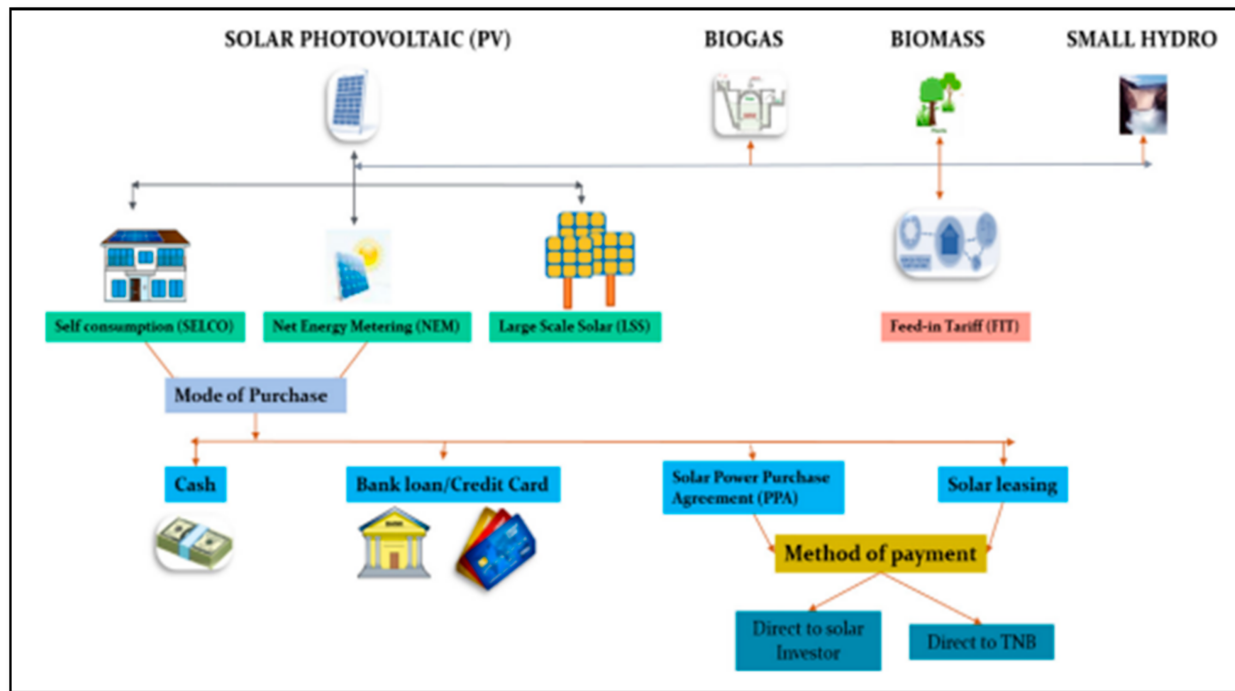 SOLAR PHOTOVOLTAIC (PV)
BIOGAS
BIOMASS
SMALL HYDRO
Self consumption (SELCO)
Net Energy Metering (NEM)
Large Scale Solar (LSS)
Feed-in Tariff (FIT)
Mode of Purchase
Cash
Bank loan/Credit Card
Solar Power Purchase
Agreement (PPA)
Solar leasing
BANK
Method of payment
Direct to solar
Investor
Direct to TNB